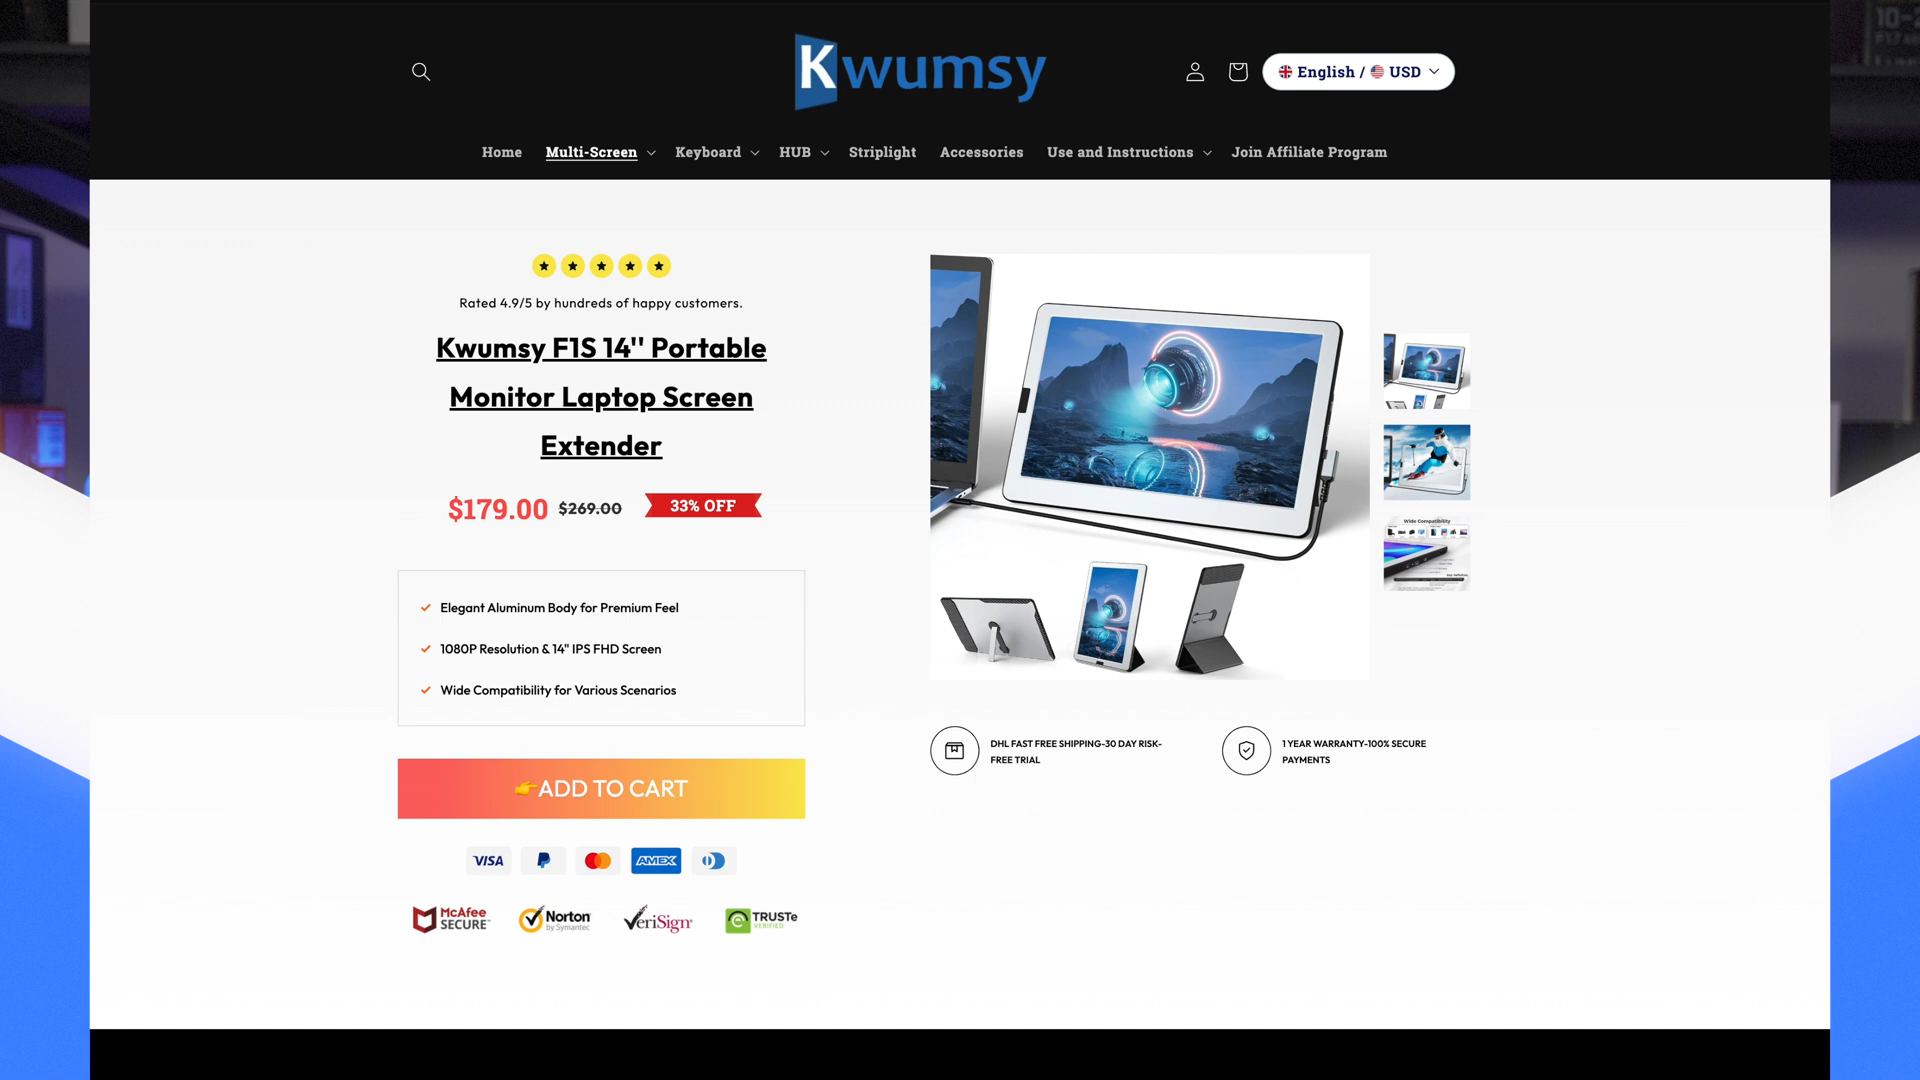 Kwumsy
English / USD
Home
Multi-Screen
Keyboard
HUB
Striplight
Accessories
Use and Instructions
Join Affiliate Program
Rated 4.9/5 by hundreds of happy customers.
Kwumsy F1S 14'' Portable
Monitor Laptop Screen
Extender
$179.00 $269.00 33% OFF
Elegant Aluminum Body for Premium Feel
1080P Resolution & 14" IPS FHD Screen
Wide Compatibility for Various Scenarios
👉ADD TO CART
VISA
AMEX
McAfee
SECURE
Norton
by Symantec
VeriSign
TRUSTe
VERIFIED
Wide Compatibility
DHL FAST FREE SHIPPING-30 DAY RISK-
FREE TRIAL
1 YEAR WARRANTY-100% SECURE
PAYMENTS